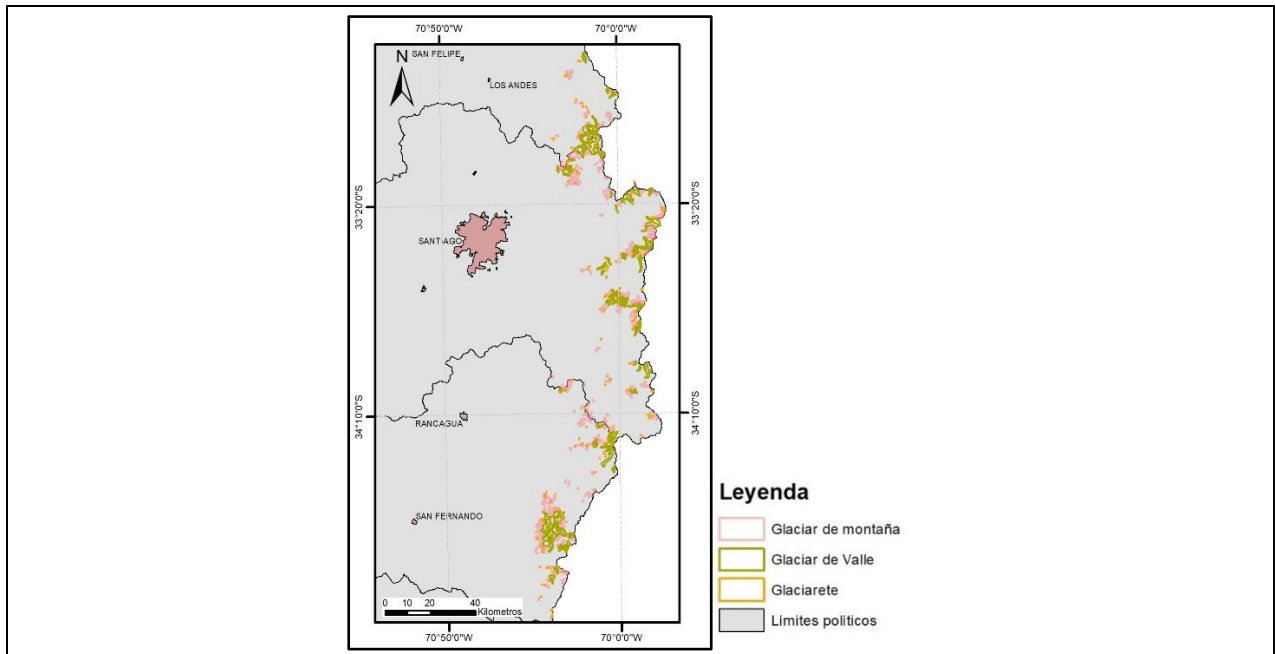 70°50'0"W 70°0'0"W
SAN FELIPE
N
LOS ANDES
33°20'0"S 33°20'0"S
SANTIAGO
34°10'0"S 34°10'0"S
RANCAGUA
SAN FERNANDO
Leyenda
Glaciar de montaña
Glaciar de Valle
Glaciarete
Límites políticos
0 10 20 40
Kilometros
70°50'0"W 70°0'0"W